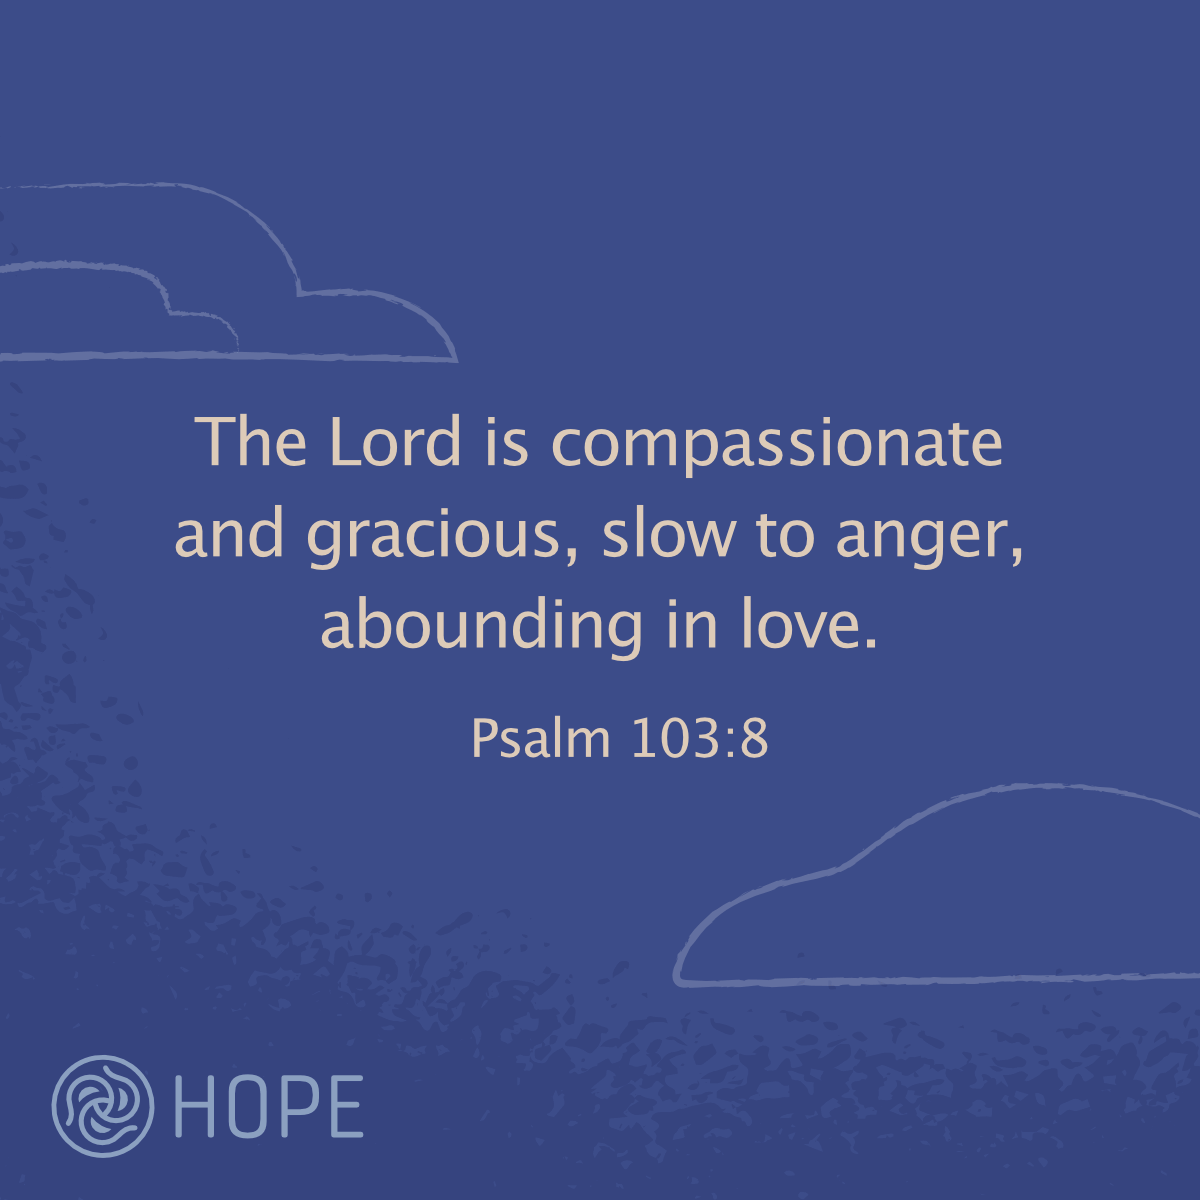 The Lord is compassionate
and gracious, slow to anger,
abounding in love.
Psalm 103:8
HOPE